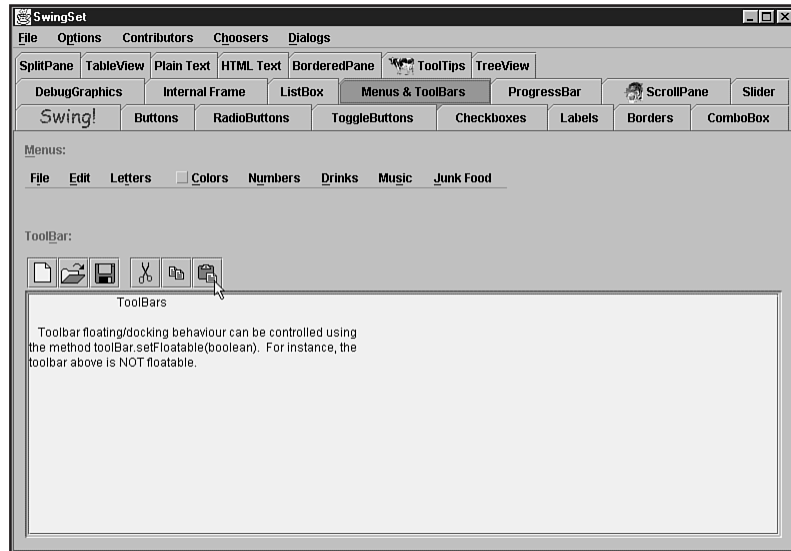 SwingSet
File Options Contributors Choosers Dialogs
SplitPane TableView Plain Text HTML Text BorderedPane ToolTips TreeView
DebugGraphics Internal Frame ListBox Menus & ToolBars ProgressBar ScrollPane Slider
Swing! Buttons RadioButtons ToggleButtons Checkboxes Labels Borders ComboBox
Menus:
File Edit Letters Colors Numbers Drinks Music Junk Food
ToolBar:
ToolBars
Toolbar floating/docking behaviour can be controlled using
the method toolBar.setFloatable(boolean). For instance, the
toolbar above is NOT floatable.